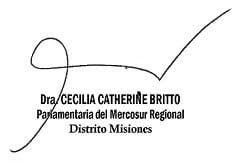 Dra. CECILIA CATHERINE BRITTO
Parlamentaria del Mercosur Regional
Distrito Misiones